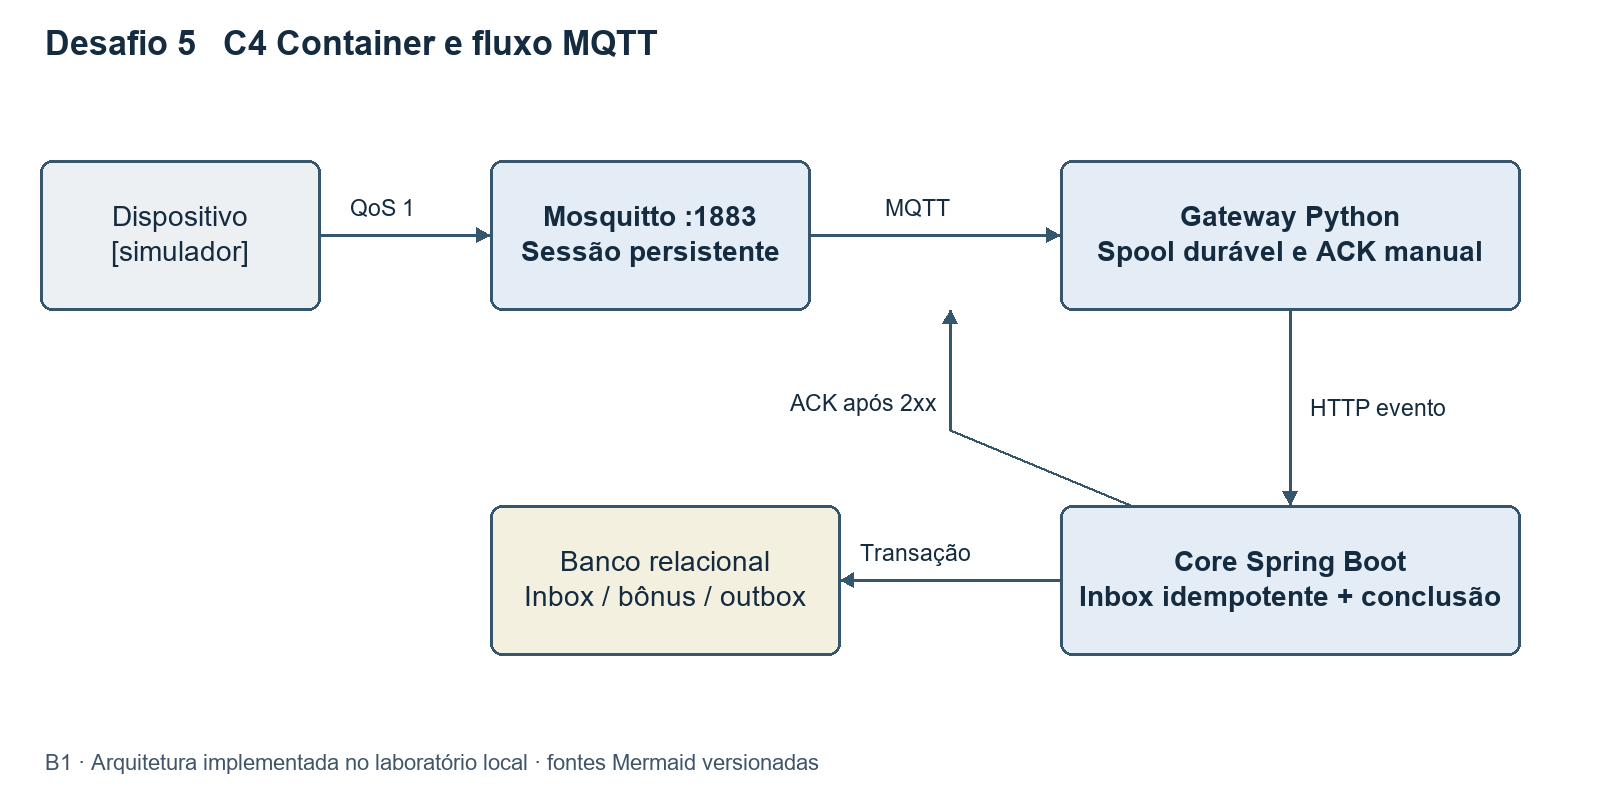 Desafio 5   C4 Container e fluxo MQTT
Dispositivo
[simulador]
QoS 1
Mosquitto :1883
Sessão persistente
MQTT
Gateway Python
Spool durável e ACK manual
ACK após 2xx
HTTP evento
Banco relacional
Inbox / bônus / outbox
Transação
Core Spring Boot
Inbox idempotente + conclusão
B1 · Arquitetura implementada no laboratório local · fontes Mermaid versionadas